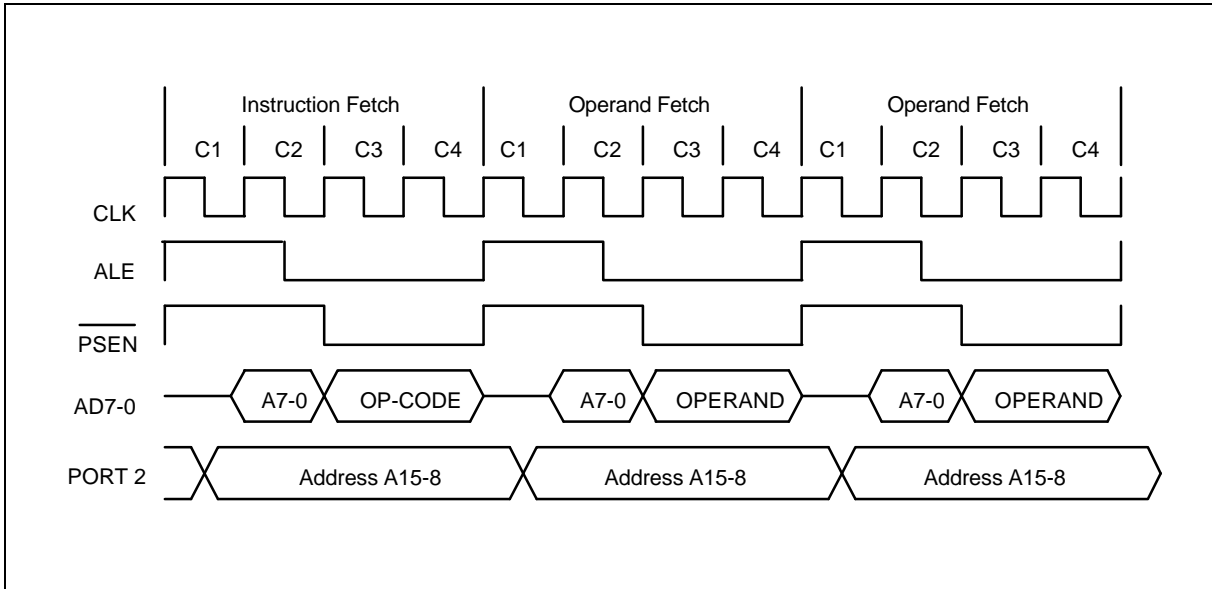 Instruction Fetch Operand Fetch Operand Fetch
C1 C2 C3 C4 C1 C2 C3 C4 C1 C2 C3 C4
CLK
ALE
PSEN
AD7-0 A7-0 OP-CODE A7-0 OPERAND A7-0 OPERAND
PORT 2 Address A15-8 Address A15-8 Address A15-8